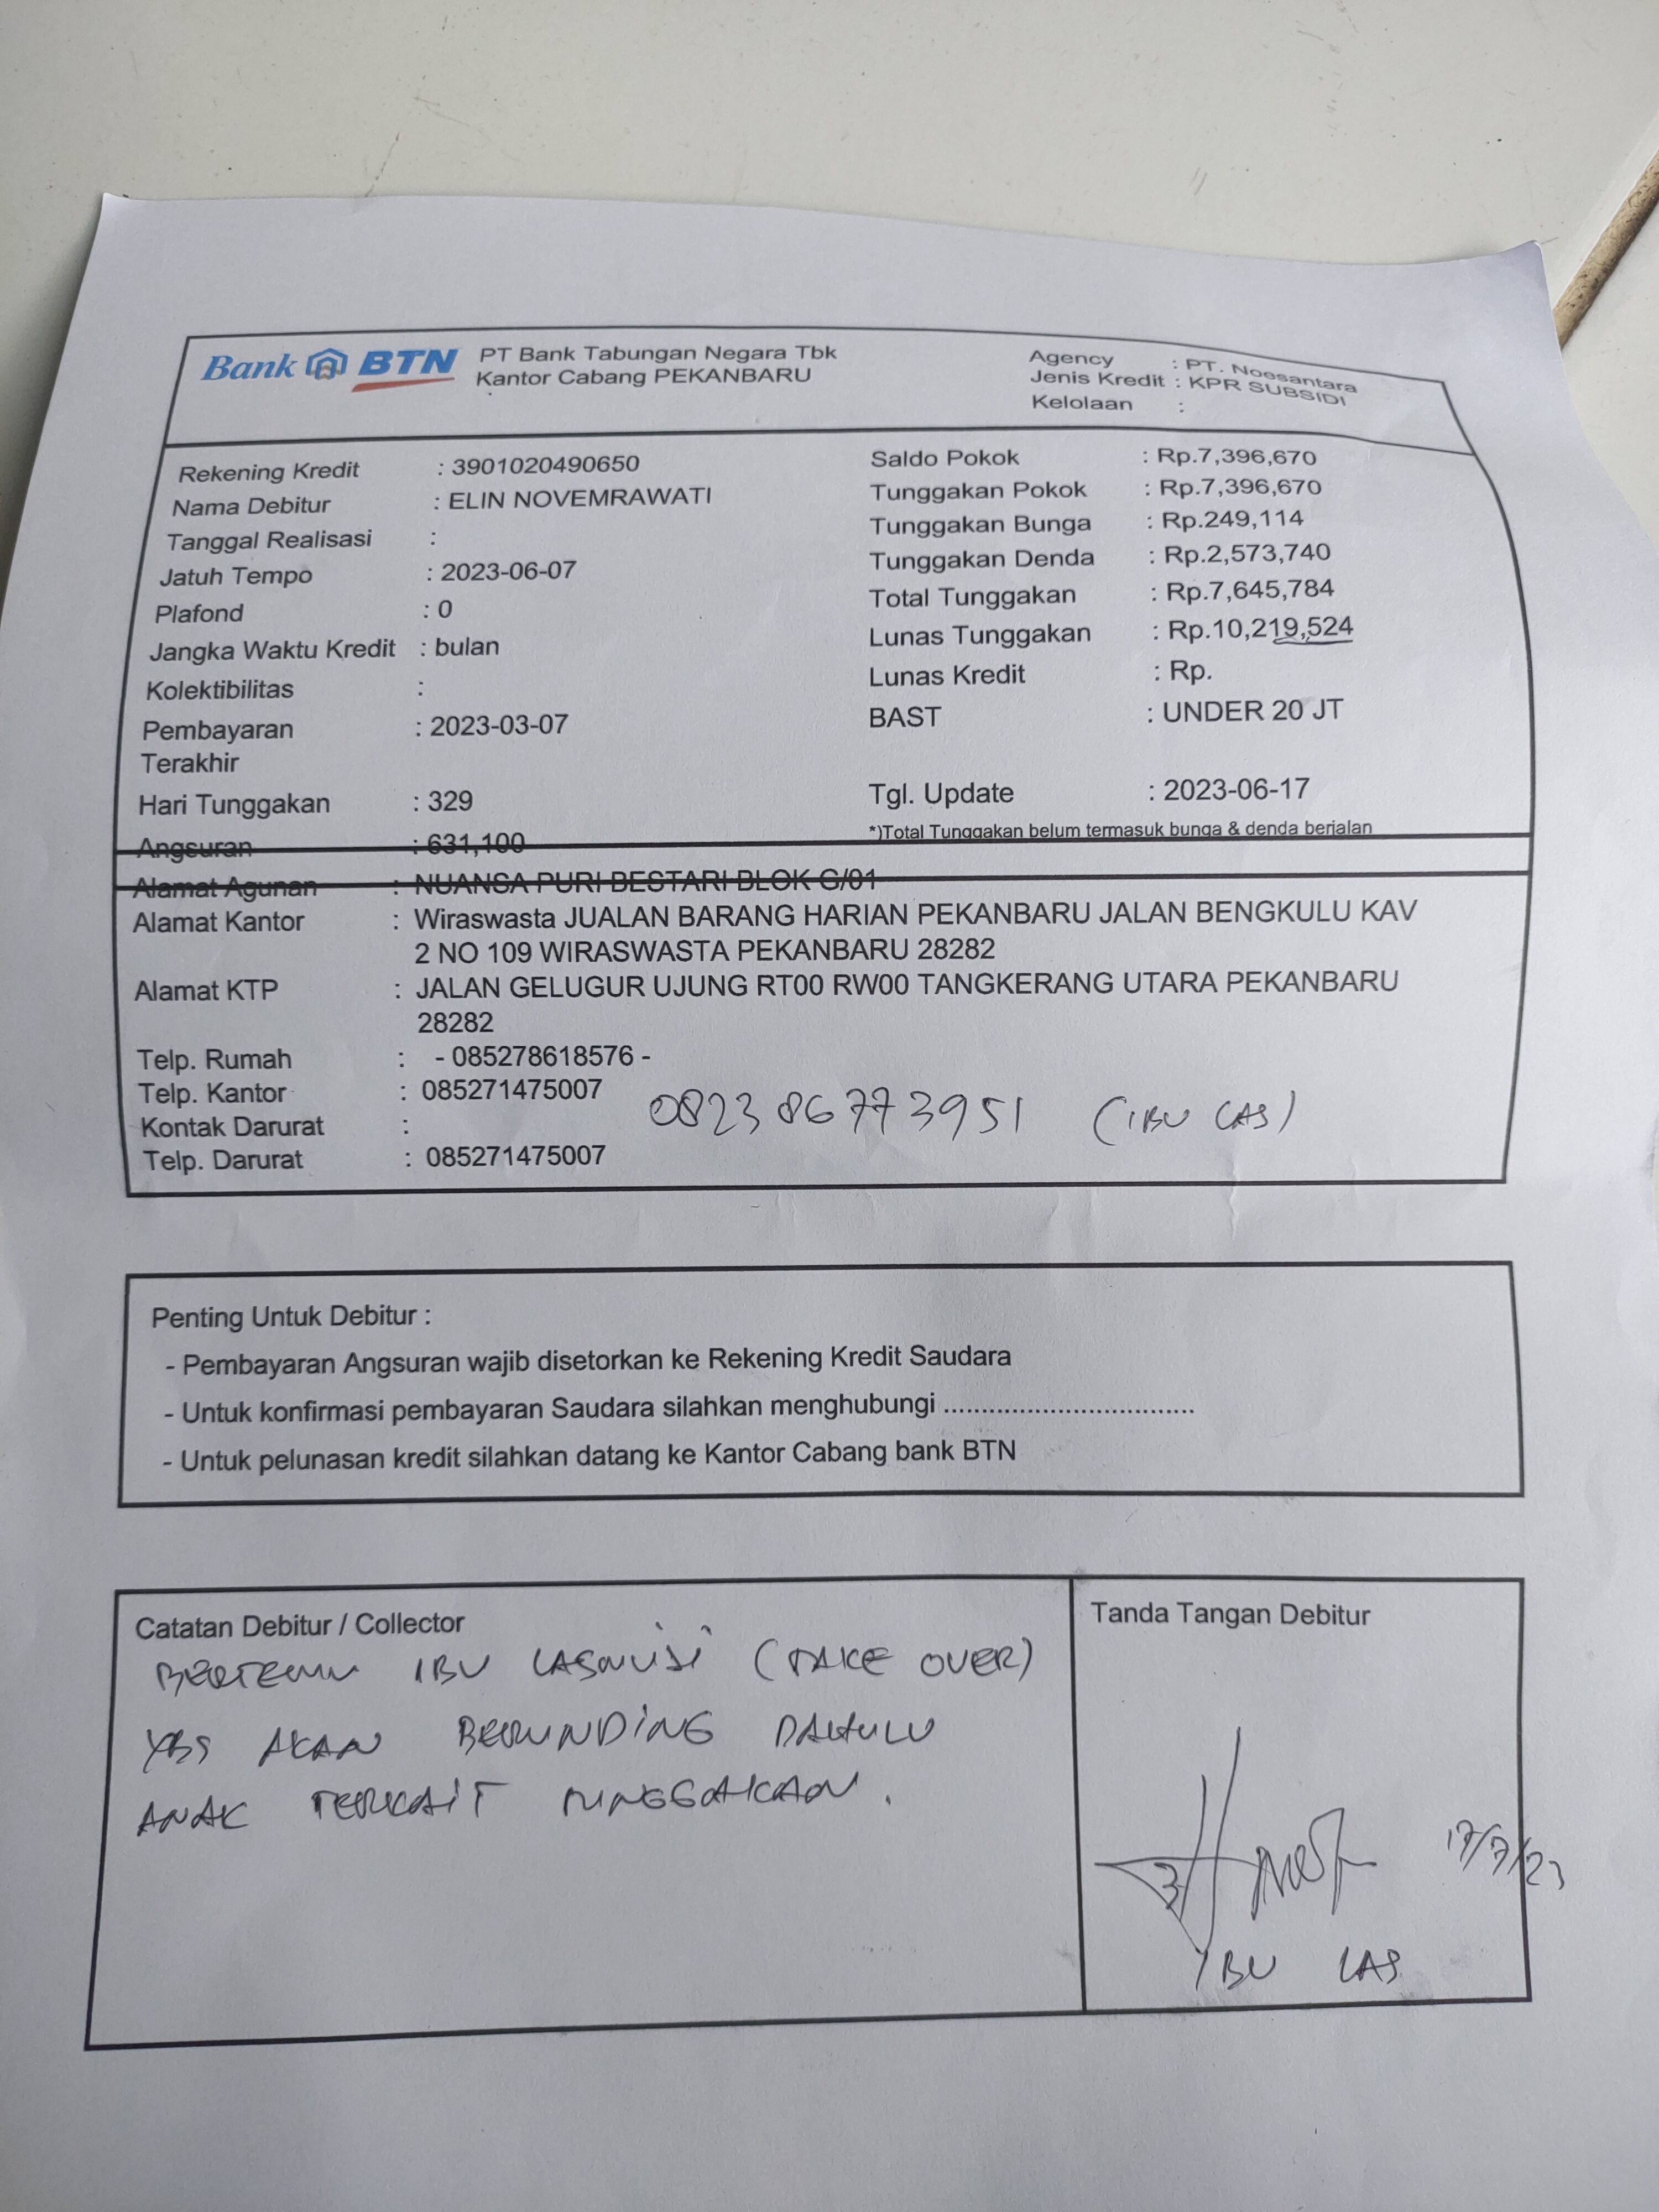 Bank BTN
PT Bank Tabungan Negara Tbk
Kantor Cabang PEKANBARU
Agency : PT. Noesantara
Jenis Kredit : KPR SUBSIDI
Kelolaan :
Rekening Kredit : 3901020490650
Nama Debitur : ELIN NOVEMRAWATI
Tanggal Realisasi :
Jatuh Tempo : 2023-06-07
Plafond : 0
Jangka Waktu Kredit : bulan
Kolektibilitas :
Pembayaran : 2023-03-07
Terakhir
Hari Tunggakan : 329
Angsuran : 631,100
Saldo Pokok : Rp.7,396,670
Tunggakan Pokok : Rp.7,396,670
Tunggakan Bunga : Rp.249,114
Tunggakan Denda : Rp.2,573,740
Total Tunggakan : Rp.7,645,784
Lunas Tunggakan : Rp.10,219,524
Lunas Kredit : Rp.
BAST : UNDER 20 JT
Tgl. Update : 2023-06-17
*)Total Tunggakan belum termasuk bunga & denda berjalan
Alamat Agunan : NUANSA PURI BESTARI BLOK G/01
Alamat Kantor : Wiraswasta JUALAN BARANG HARIAN PEKANBARU JALAN BENGKULU KAV
2 NO 109 WIRASWASTA PEKANBARU 28282
Alamat KTP : JALAN GELUGUR UJUNG RT00 RW00 TANGKERANG UTARA PEKANBARU
28282
Telp. Rumah : - 085278618576 -
Telp. Kantor : 085271475007
082386773951 (IBU LAS)
Kontak Darurat :
Telp. Darurat : 085271475007
Penting Untuk Debitur :
- Pembayaran Angsuran wajib disetorkan ke Rekening Kredit Saudara
- Untuk konfirmasi pembayaran Saudara silahkan menghubungi .................................
- Untuk pelunasan kredit silahkan datang ke Kantor Cabang bank BTN
Catatan Debitur / Collector
BERTEMU IBU (TAKE OVER)
YBS AKAN BERUNDING DAHULU
ANAK TERKAIT TUNGGAKAN.
Tanda Tangan Debitur
17/7/23
IBU LAS